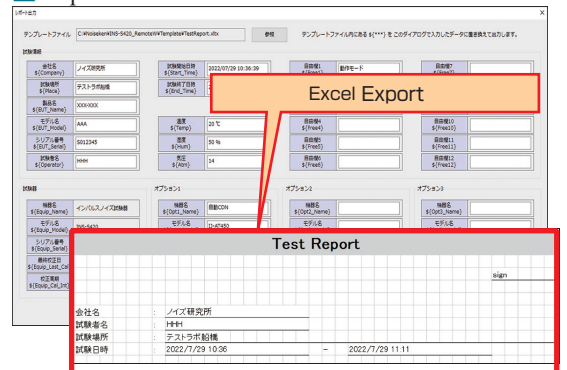 レポート出力
X
テンプレートファイル C:¥Noiseken¥INS-S420_RemoteW¥Template¥TestReport.xltx 参照 テンプレートファイル内にある ${***} を このダイアログで入力したデータに置き換えて出力します。
試験情報
会社名 ノイズ研究所 試験開始日時 2022/07/29 10:36:39 自由欄1 動作モード 自由欄7
${Company} ${Start_Time}
試験場所 テストラボ船橋 試験終了日時
${Place} ${End_Time}
製品名 XXX-XXX
${EUT_Name}
モデル名 AAA 温度 20 ℃ 自由欄4 自由欄10
${EUT_Model} ${Temp} ${Free4} ${Free10}
シリアル番号 S012345 湿度 50 % 自由欄5 自由欄11
${EUT_Serial} ${Hum} ${Free5} ${Free11}
試験者名 HHH 気圧 14 自由欄6 自由欄12
${Operator} ${Atm} ${Free6} ${Free12}
Excel Export
試験器 オプション1 オプション2 オプション3
機器名 インパルスノイズ試験器 機器名 自動CDN 機器名 機器名
${Equip_Name} ${Opt1_Name} ${Opt2_Name} ${Opt3_Name}
モデル名 INS-S420 モデル名 IJ-AT450 モデル名 モデル名
${Equip_Model}
シリアル番号
${Equip_Serial}
最終校正日
${Equip_Last_Cal
校正周期
${Equip_Cal_Int}
Test Report
sign
会社名 : ノイズ研究所
試験者名 : HHH
試験場所 : テストラボ船橋
試験日時 : 2022/7/29 10:36 － 2022/7/29 11:11